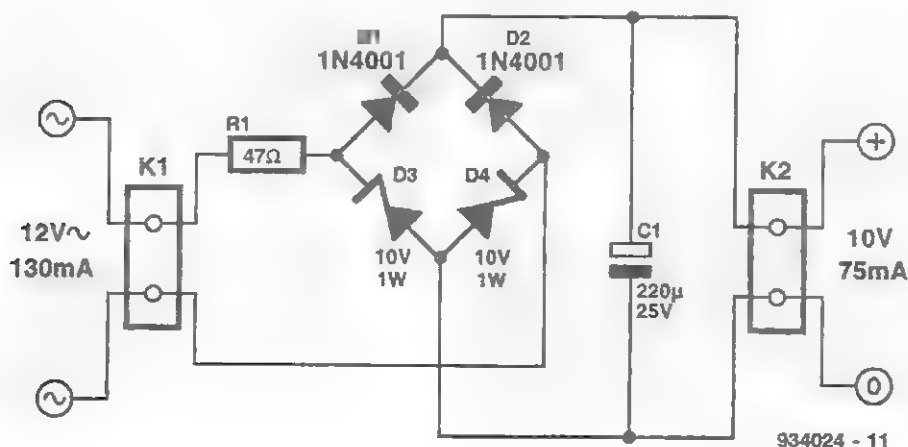 D2
1N4001
1N4001
R1
47Ω
K1
D3
D4
K2
12V~
130mA
10V
1W
10V
1W
C1
220µ
25V
10V
75mA
+
0
934024 - 11